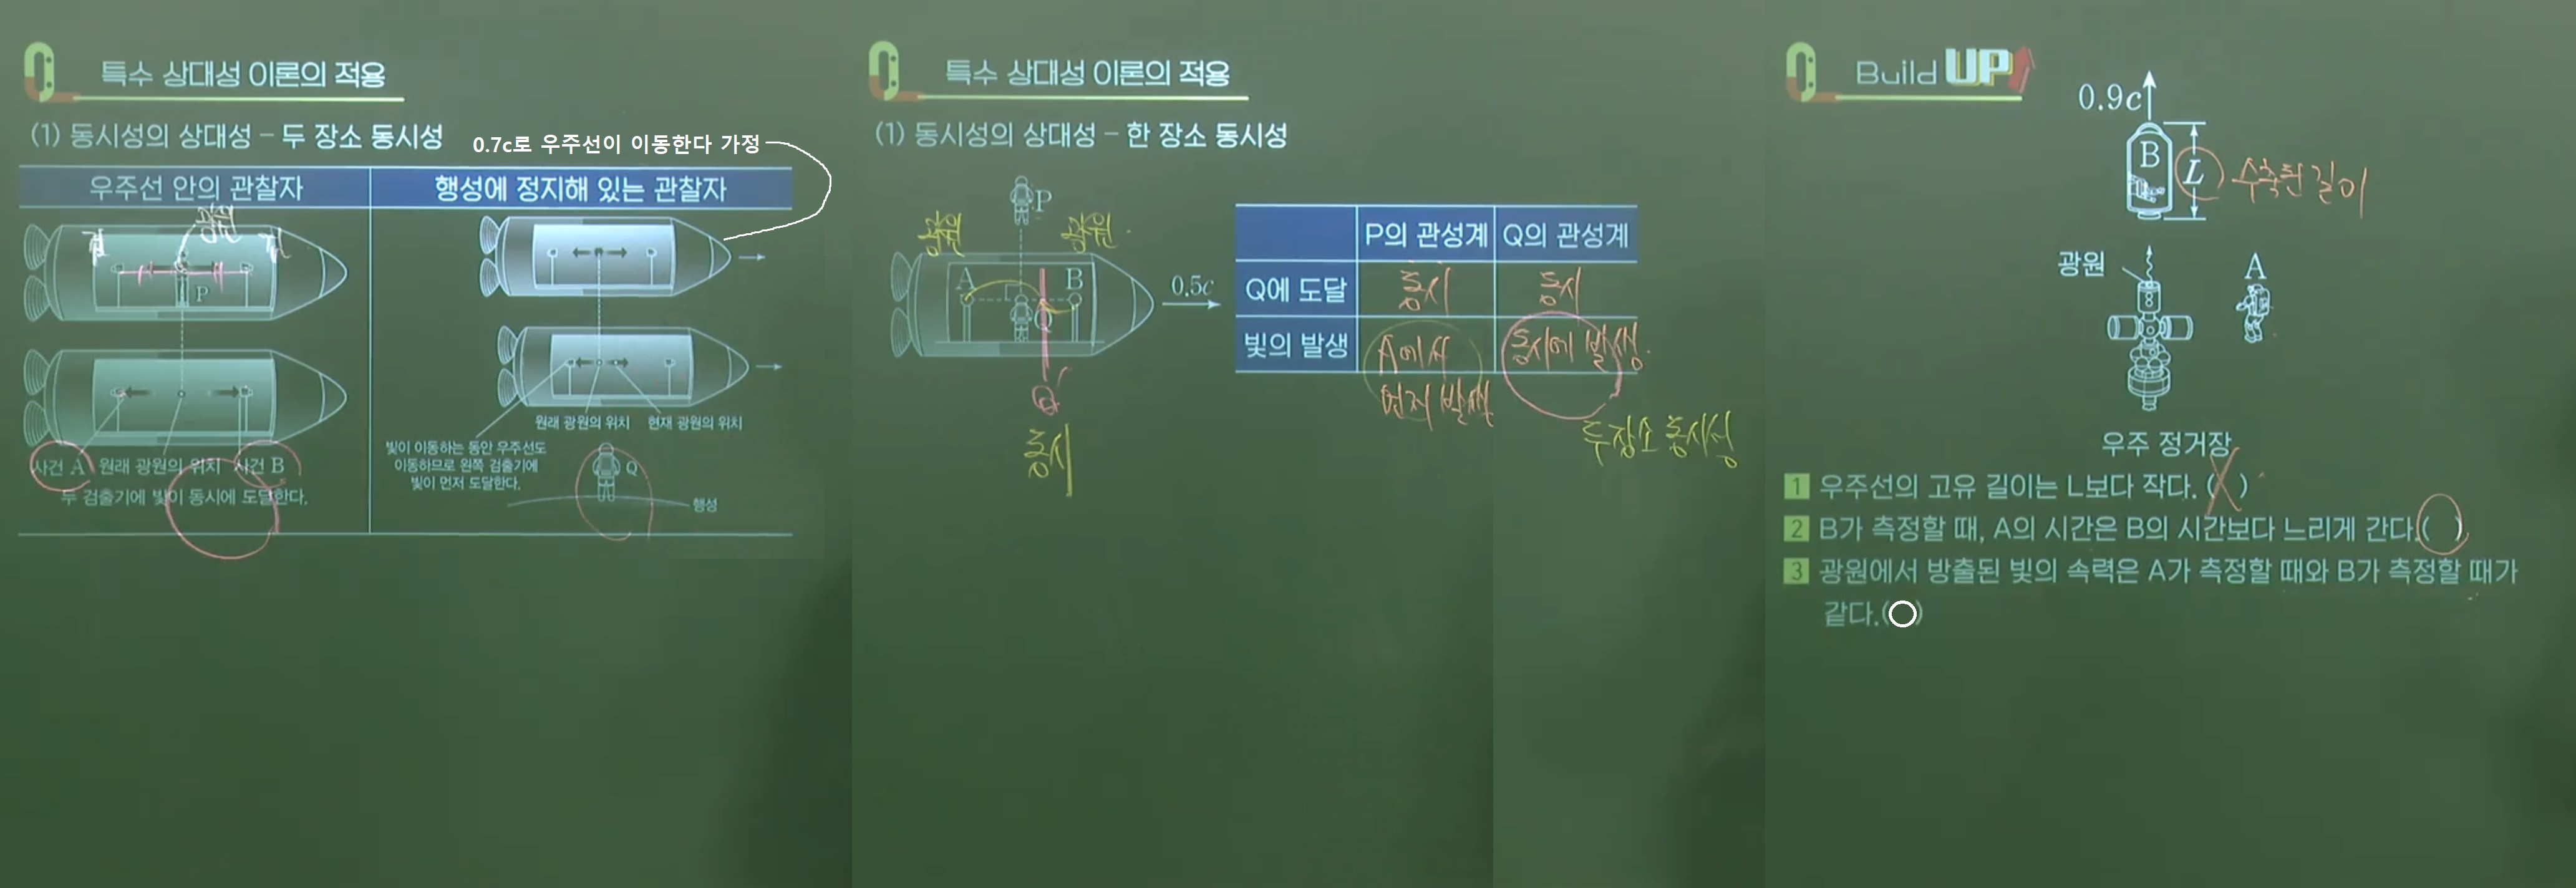 특수 상대성 이론의 적용
(1) 동시성의 상대성 – 두 장소 동시성
0.7c로 우주선이 이동한다 가정
우주선 안의 관찰자
행성에 정지해 있는 관찰자
광원
검
검
P
사건 A
원래 광원의 위치
사건 B
두 검출기에 빛이 동시에 도달한다.
원래 광원의 위치
현재 광원의 위치
빛이 이동하는 동안 우주선도
이동하므로 왼쪽 검출기에
빛이 먼저 도달한다.
Q
행성
특수 상대성 이론의 적용
(1) 동시성의 상대성 – 한 장소 동시성
P
광원
광원
A
B
Q
0.5c
Q'
동시
P의 관성계
Q의 관성계
Q에 도달
동시
동시
빛의 발생
A에서
먼저 발생
동시에 발생.
두 장소 동시성
Build UP
0.9c
B
L
수축된 길이
광원
A
우주 정거장
1 우주선의 고유 길이는 L보다 작다. (X)
2 B가 측정할 때, A의 시간은 B의 시간보다 느리게 간다.(O)
3 광원에서 방출된 빛의 속력은 A가 측정할 때와 B가 측정할 때가
같다.(O)